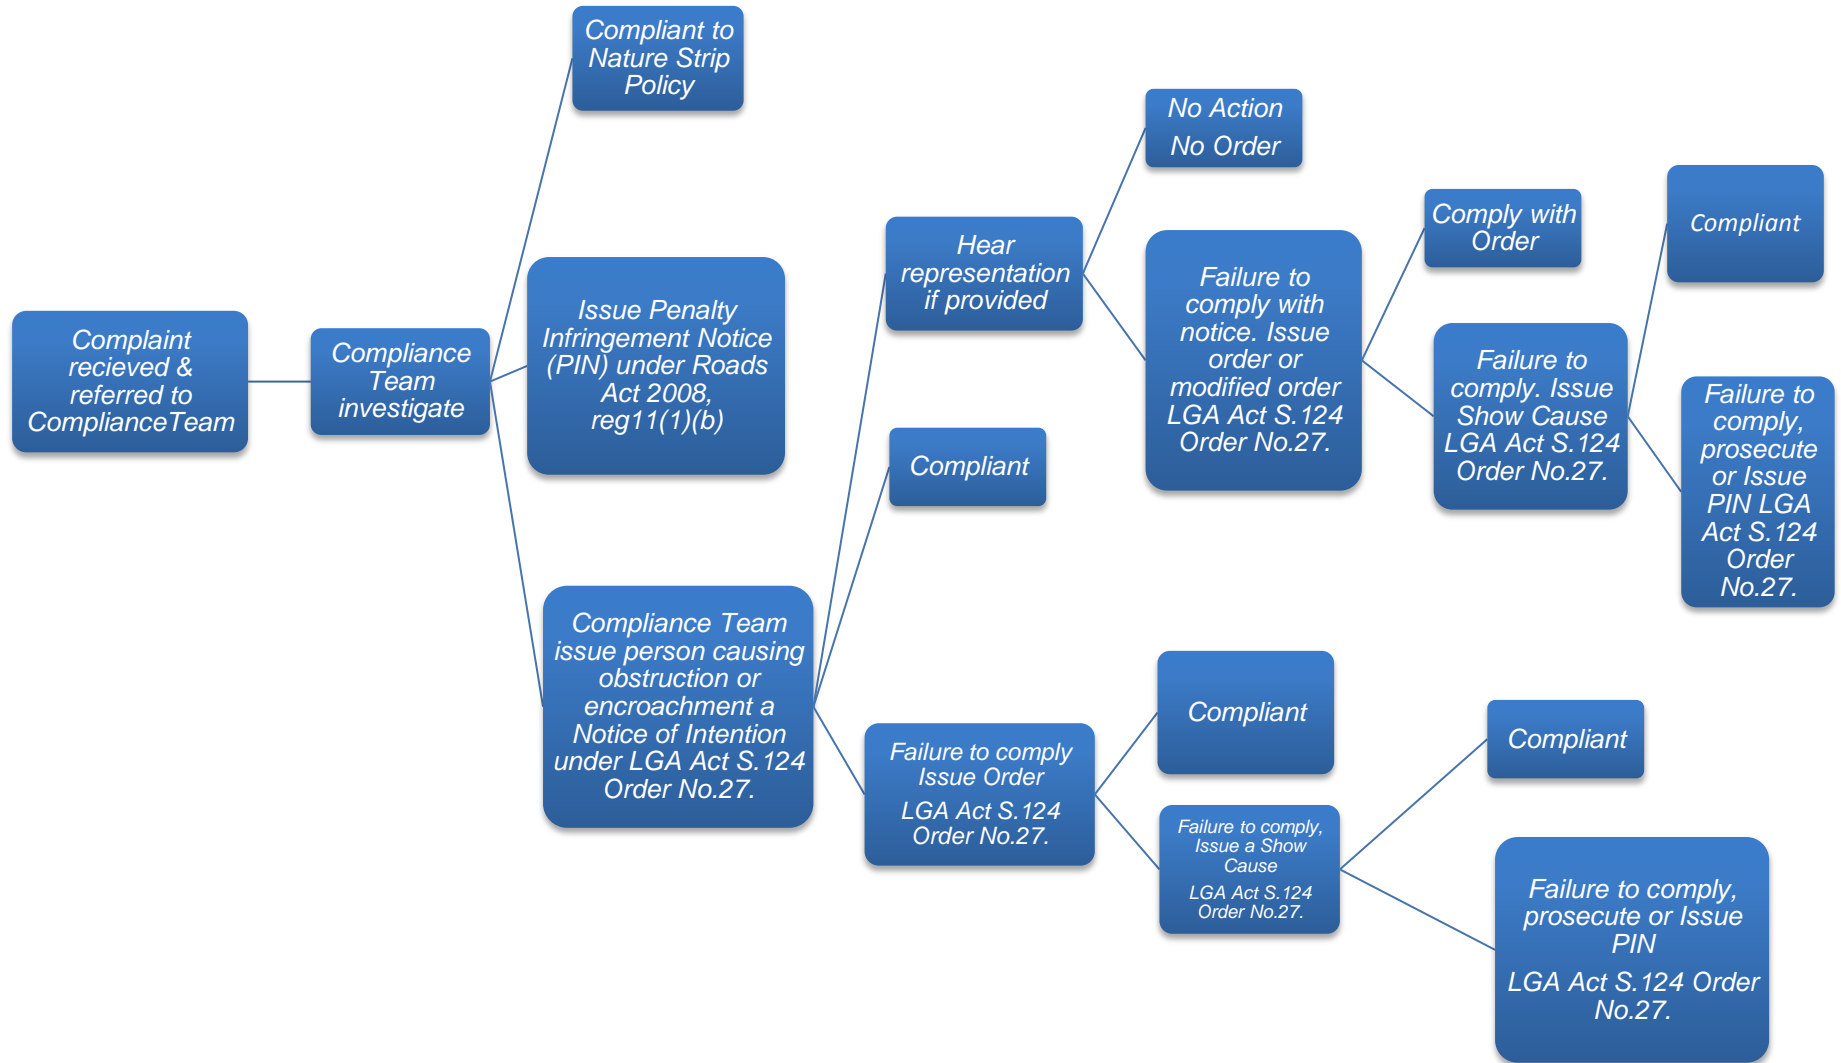 Complaint
recieved &
referred to
ComplianceTeam
Compliance
Team
investigate
Compliant to
Nature Strip
Policy
Issue Penalty
Infringement Notice
(PIN) under Roads
Act 2008,
reg11(1)(b)
Compliance Team
issue person causing
obstruction or
encroachment a
Notice of Intention
under LGA Act S.124
Order No.27.
Hear
representation
if provided
No Action
No Order
Failure to
comply with
notice. Issue
order or
modified order
LGA Act S.124
Order No.27.
Comply with
Order
Failure to
comply. Issue
Show Cause
LGA Act S.124
Order No.27.
Compliant
Failure to
comply,
prosecute
or Issue
PIN LGA
Act S.124
Order
No.27.
Compliant
Failure to comply
Issue Order
LGA Act S.124
Order No.27.
Compliant
Failure to comply,
Issue a Show
Cause
LGA Act S.124
Order No.27.
Compliant
Failure to comply,
prosecute or Issue
PIN
LGA Act S.124 Order
No.27.